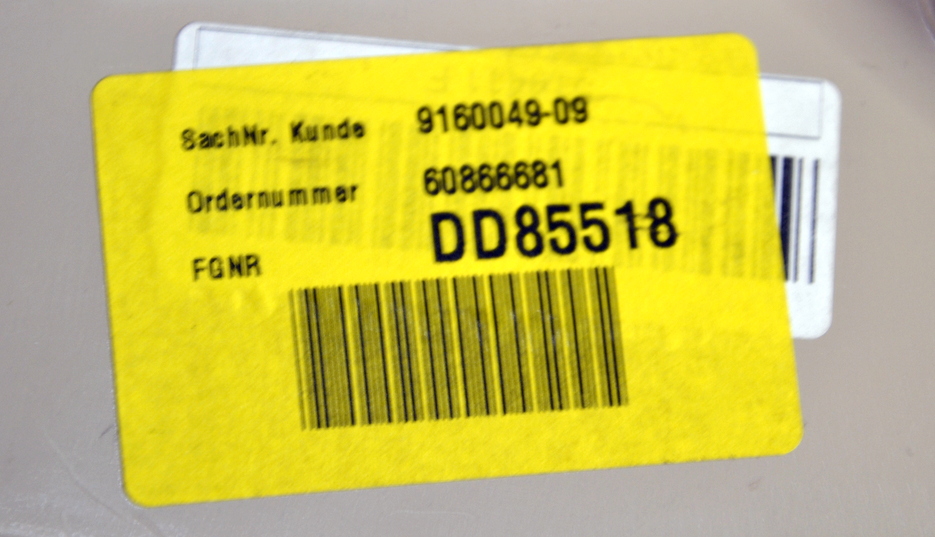 SachNr. Kunde 9160049-09
Ordernummer 60866681
FGNR DD85518